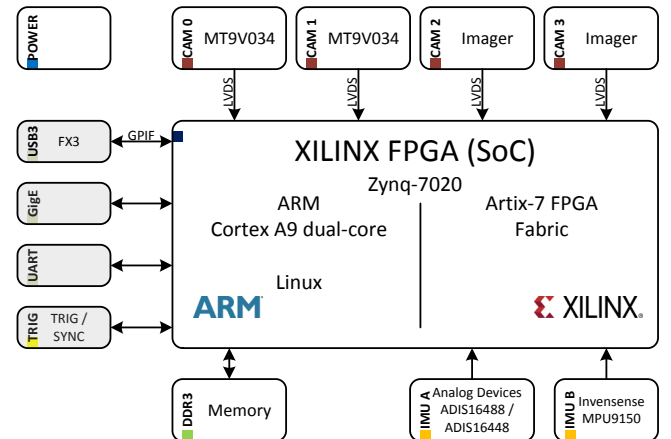 POWER
CAM 0
MT9V034
CAM 1
MT9V034
CAM 2
Imager
CAM 3
Imager
LVDS
LVDS
LVDS
LVDS
USB3
FX3
GPIF
XILINX FPGA (SoC)
Zynq-7020
ARM
Cortex A9 dual-core
Artix-7 FPGA
Fabric
GigE
UART
Linux
ARM
XILINX®
TRIG
TRIG /
SYNC
DDR3
Memory
IMU A
Analog Devices
ADIS16488 /
ADIS16448
IMU B
Invensense
MPU9150